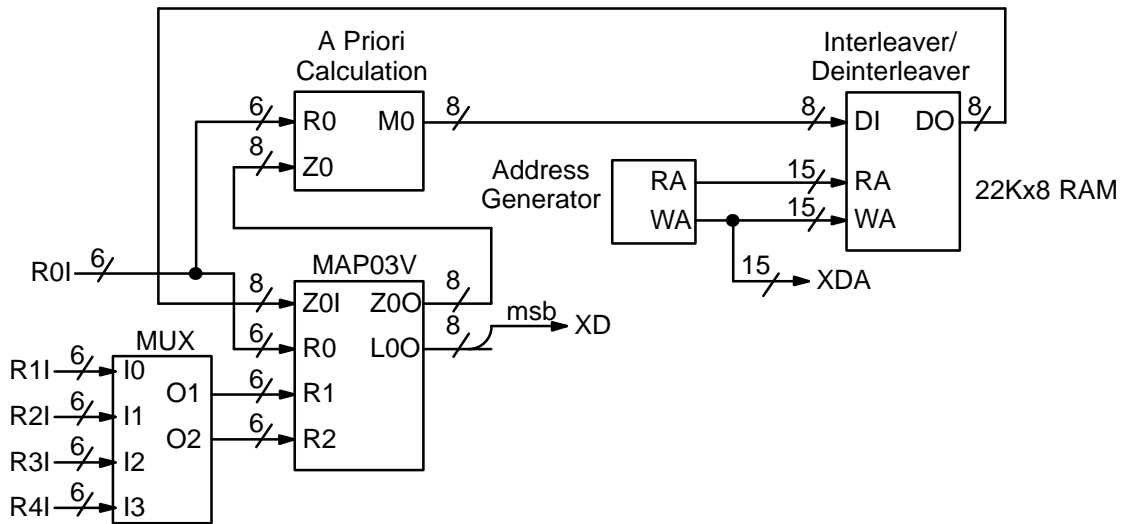 A Priori
Calculation
Interleaver/
Deinterleaver
6
R0
M0
8
8
DI
DO
8
8
Z0
Address
Generator
RA
15
RA
22Kx8 RAM
WA
15
WA
R0I
6
MAP03V
15
XDA
8
Z0I
Z0O
8
msb
XD
6
R0
L0O
8
MUX
R1I
6
I0
O1
6
R1
R2I
6
I1
O2
6
R2
R3I
6
I2
R4I
6
I3